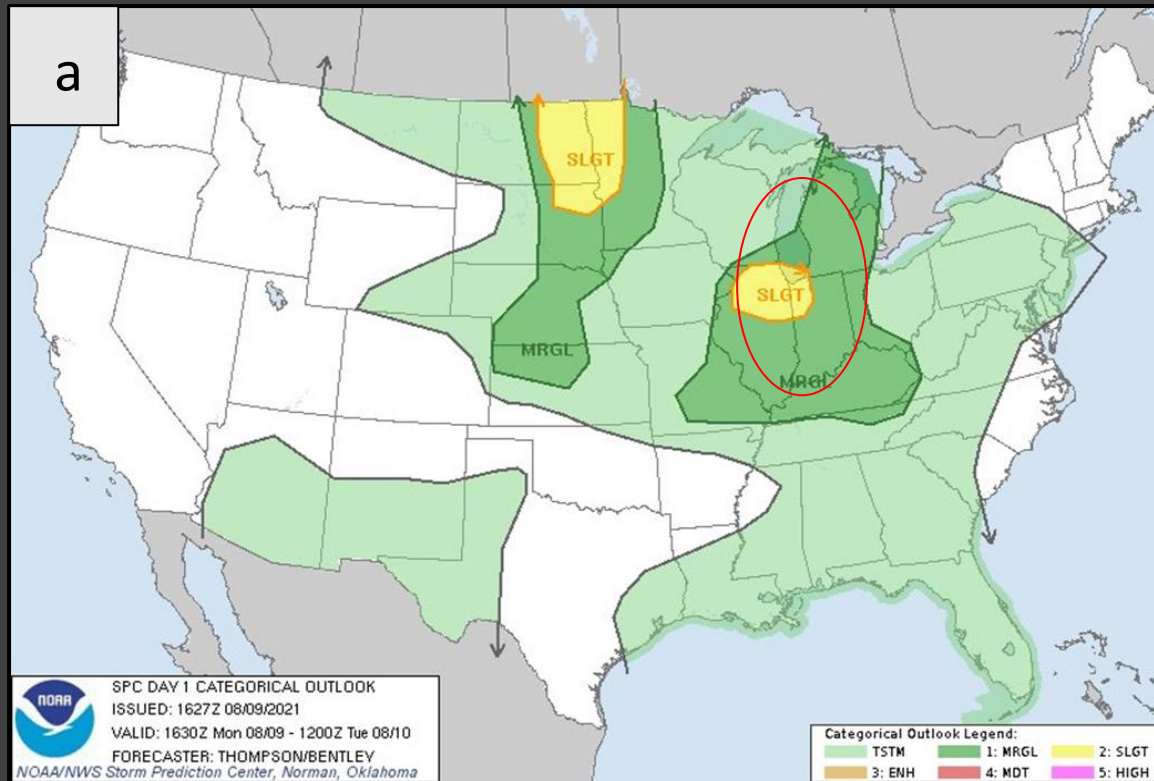 a
SLGT
SLGT
MRGL
MRGL
NOAA
SPC DAY 1 CATEGORICAL OUTLOOK
ISSUED: 1627Z 08/09/2021
VALID: 1630Z Mon 08/09 - 1200Z Tue 08/10
FORECASTER: THOMPSON/BENTLEY
NOAA/NWS Storm Prediction Center, Norman, Oklahoma
Categorical Outlook Legend:
TSTM 1: MRGL 2: SLGT
3: ENH 4: MDT 5: HIGH